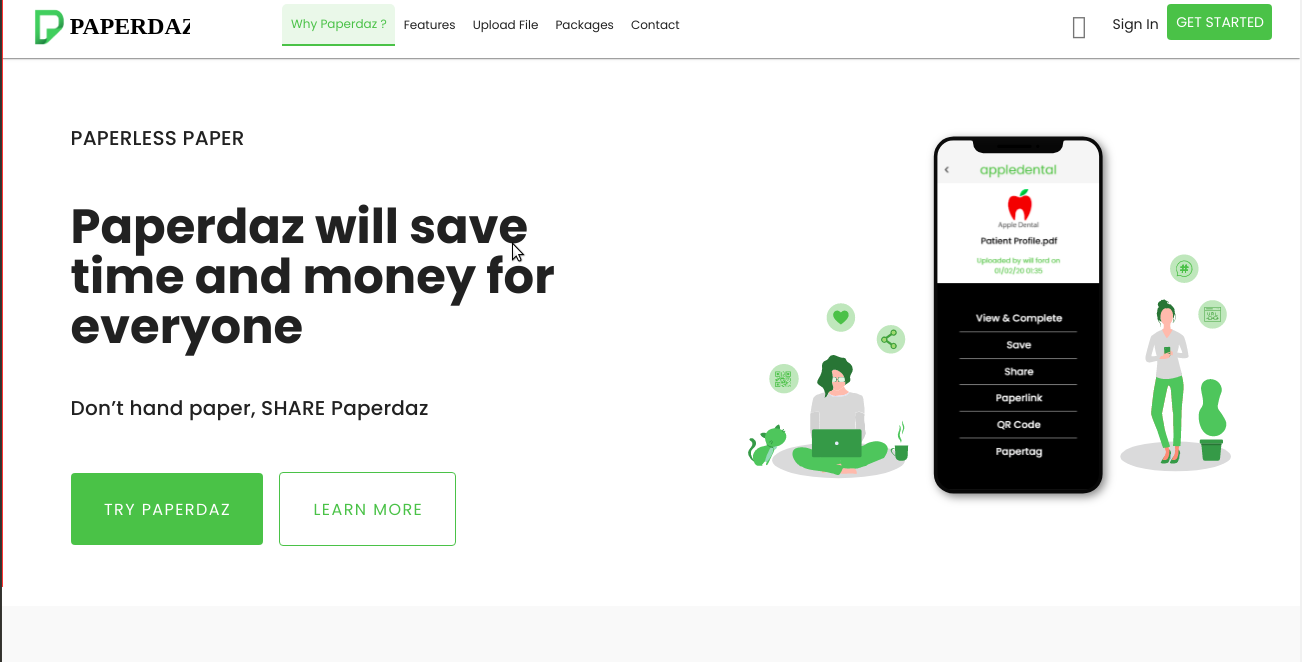 PAPERDAZ
Why Paperdaz ?
Features
Upload File
Packages
Contact
Sign In
GET STARTED
PAPERLESS PAPER
Paperdaz will save
time and money for
everyone
Don’t hand paper, SHARE Paperdaz
TRY PAPERDAZ
LEARN MORE
appledental
Apple Dental
Patient Profile.pdf
Uploaded by will ford on
01/02/20 01:35
View & Complete
Save
Share
Paperlink
QR Code
Papertag
#